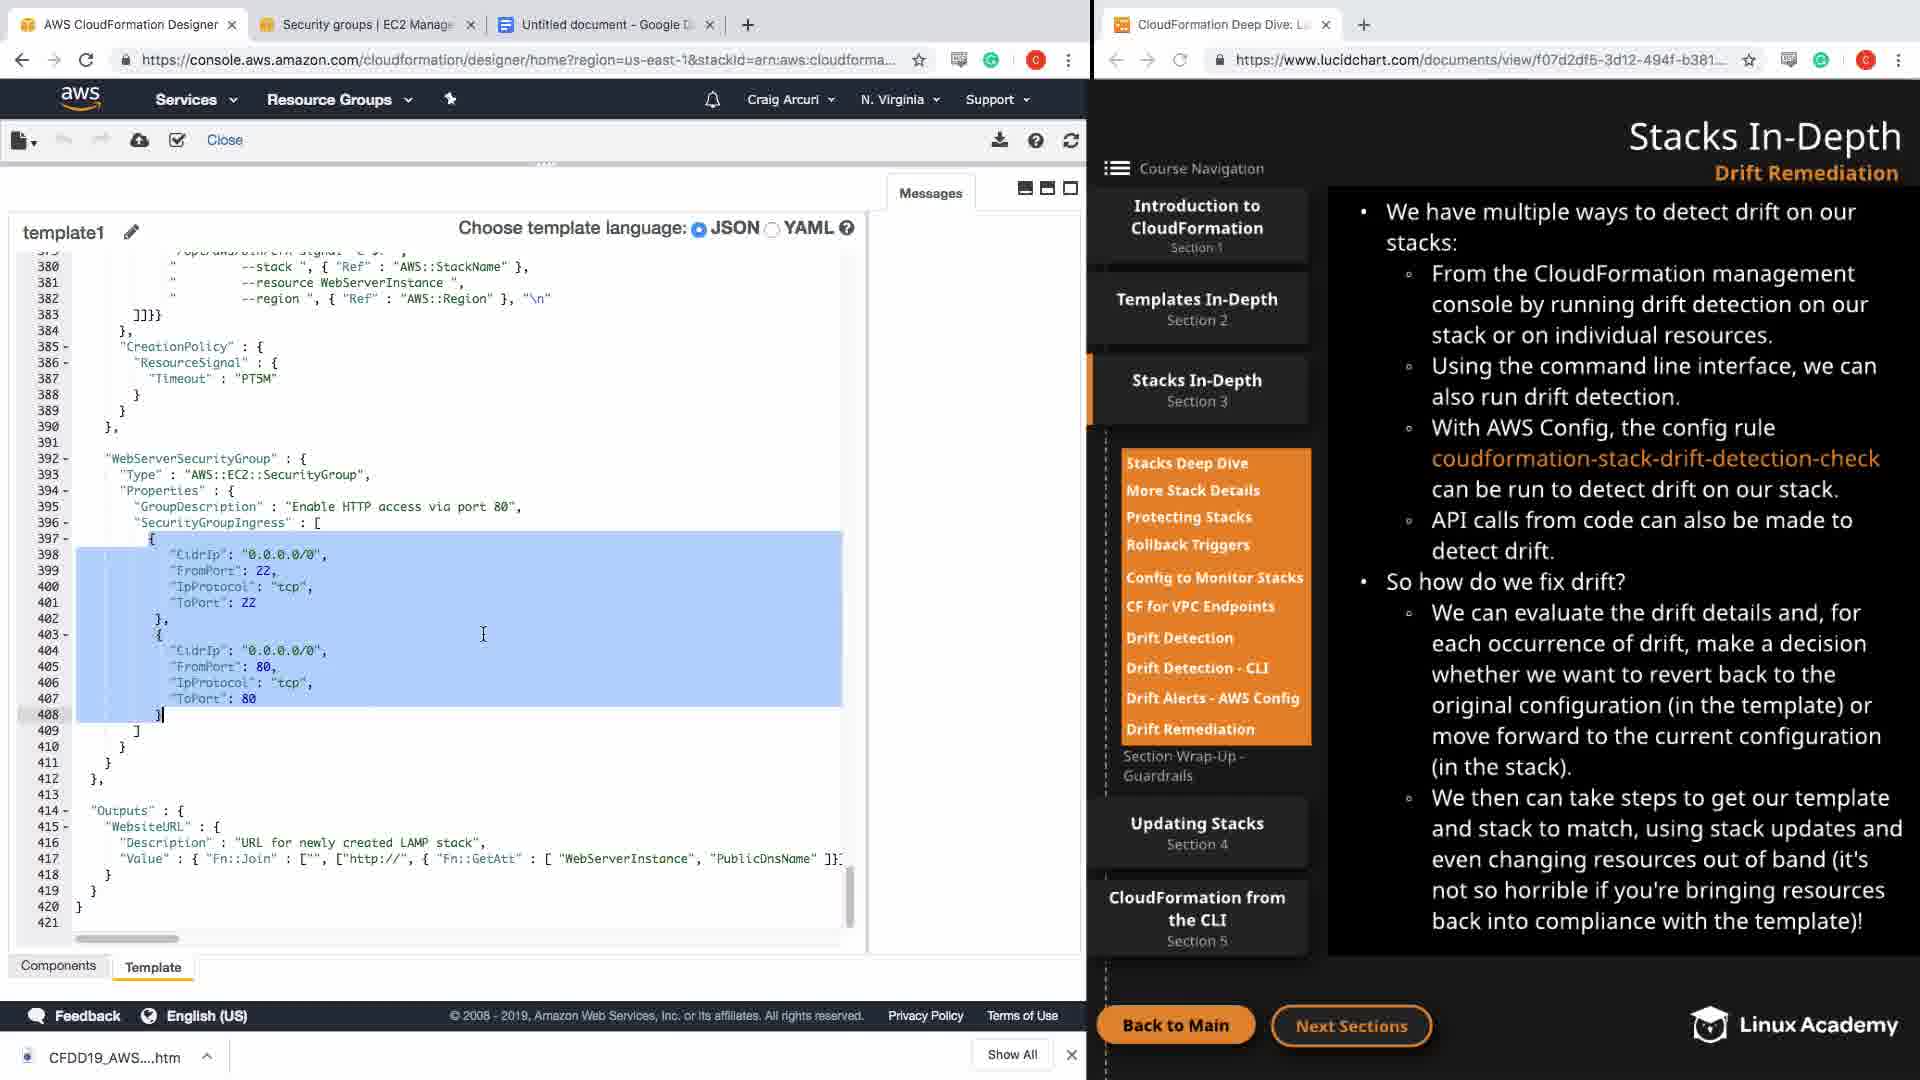 AWS CloudFormation Designer
Security groups | EC2 Manage
Untitled document - Google D
https://console.aws.amazon.com/cloudformation/designer/home?region=us-east-1&stackId=arn:aws:cloudforma...
C
aws
Services
Resource Groups
Craig Arcuri
N. Virginia
Support
Close
Messages
template1
Choose template language: JSON YAML
380 " --stack ", { "Ref" : "AWS::StackName" },
381 " --resource WebServerInstance ",
382 " --region ", { "Ref" : "AWS::Region" }, "\n"
383 ]]}}
384 },
385 "CreationPolicy" : {
386 "ResourceSignal" : {
387 "Timeout" : "PT5M"
388 }
389 }
390 },
391
392 "WebServerSecurityGroup" : {
393 "Type" : "AWS::EC2::SecurityGroup",
394 "Properties" : {
395 "GroupDescription" : "Enable HTTP access via port 80",
396 "SecurityGroupIngress" : [
397 {
398 "CidrIp": "0.0.0.0/0",
399 "FromPort": 22,
400 "IpProtocol": "tcp",
401 "ToPort": 22
402 },
403 {
404 "CidrIp": "0.0.0.0/0",
405 "FromPort": 80,
406 "IpProtocol": "tcp",
407 "ToPort": 80
408 }
409 ]
410 }
411 }
412 },
413
414 "Outputs" : {
415 "WebsiteURL" : {
416 "Description" : "URL for newly created LAMP stack",
417 "Value" : { "Fn::Join" : ["", ["http://", { "Fn::GetAtt" : [ "WebServerInstance", "PublicDnsName" ]}]
418 }
419 }
420 }
421
Components
Template
Feedback
English (US)
© 2008 - 2019, Amazon Web Services, Inc. or its affiliates. All rights reserved.
Privacy Policy
Terms of Use
CFDD19_AWS....htm
Show All
CloudFormation Deep Dive: L
https://www.lucidchart.com/documents/view/f07d2df5-3d12-494f-b381...
C
Stacks In-Depth
Drift Remediation
Course Navigation
Introduction to
CloudFormation
Section 1
Templates In-Depth
Section 2
Stacks In-Depth
Section 3
Stacks Deep Dive
More Stack Details
Protecting Stacks
Rollback Triggers
Config to Monitor Stacks
CF for VPC Endpoints
Drift Detection
Drift Detection - CLI
Drift Alerts - AWS Config
Drift Remediation
Section Wrap-Up -
Guardrails
Updating Stacks
Section 4
CloudFormation from
the CLI
Section 5
• We have multiple ways to detect drift on our
stacks:
◦ From the CloudFormation management
console by running drift detection on our
stack or on individual resources.
◦ Using the command line interface, we can
also run drift detection.
◦ With AWS Config, the config rule
coudformation-stack-drift-detection-check
can be run to detect drift on our stack.
◦ API calls from code can also be made to
detect drift.
• So how do we fix drift?
◦ We can evaluate the drift details and, for
each occurrence of drift, make a decision
whether we want to revert back to the
original configuration (in the template) or
move forward to the current configuration
(in the stack).
◦ We then can take steps to get our template
and stack to match, using stack updates and
even changing resources out of band (it's
not so horrible if you're bringing resources
back into compliance with the template)!
Back to Main
Next Sections
Linux Academy